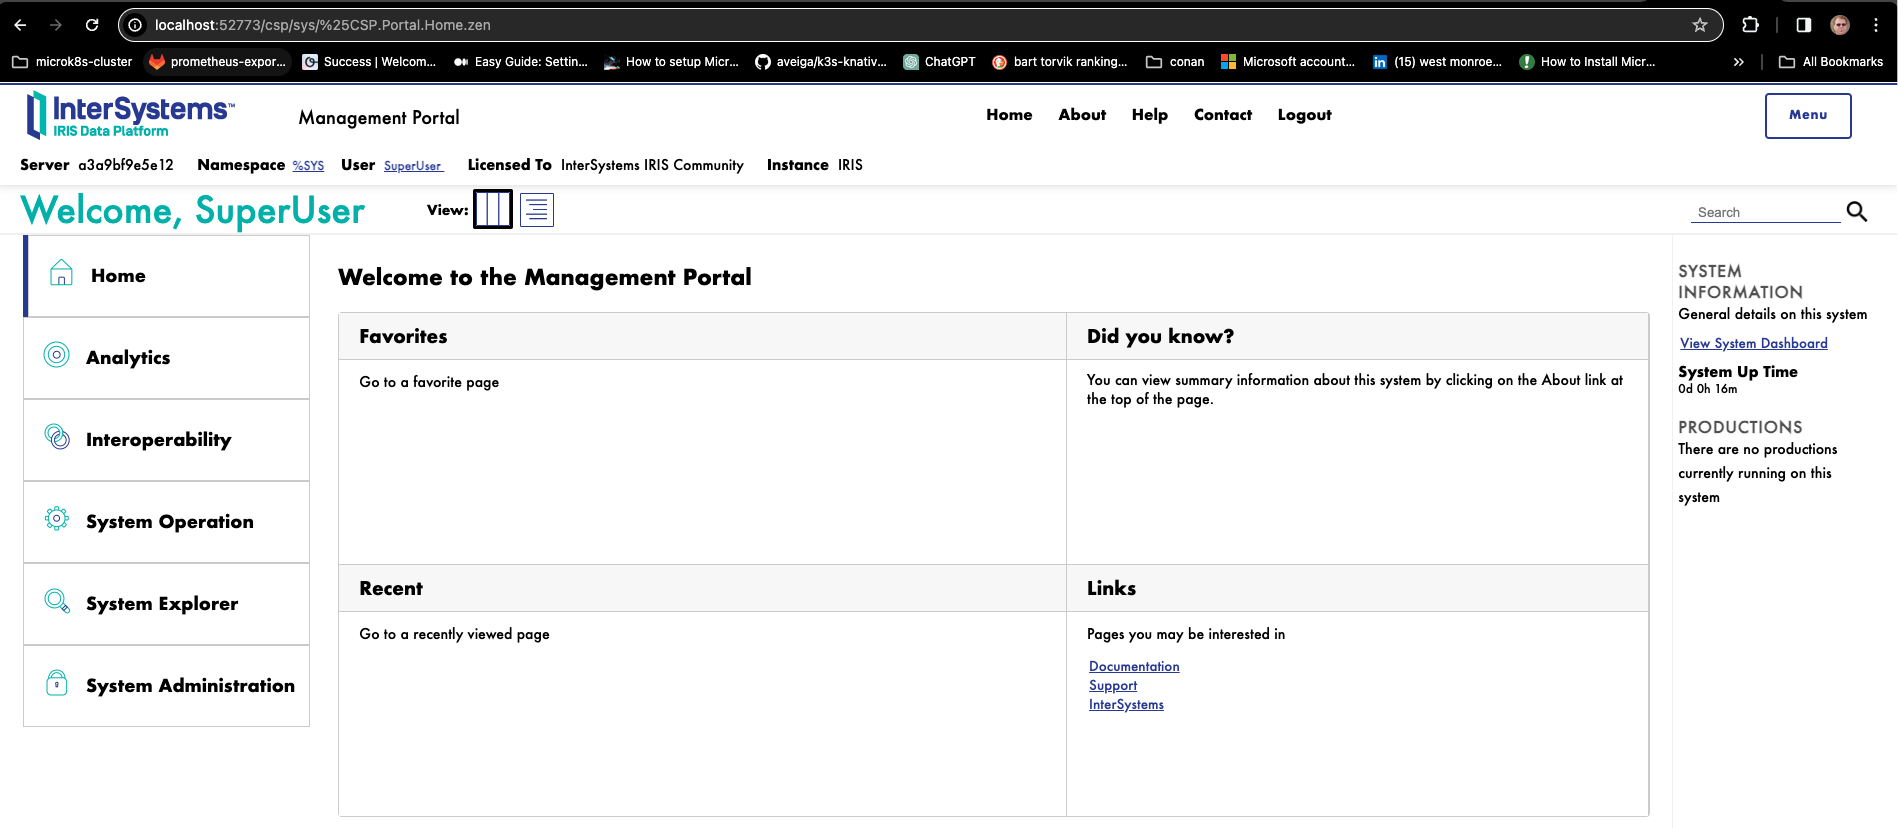 localhost:52773/csp/sys/%25CSP.Portal.Home.zen
microk8s-cluster prometheus-expor... Success | Welcom... Easy Guide: Settin... How to setup Micr... aveiga/k3s-knativ... ChatGPT bart torvik ranking... conan Microsoft account... (15) west monroe... How to Install Micr... » All Bookmarks
InterSystems™
IRIS Data Platform
Management Portal
Home About Help Contact Logout
Menu
Server a3a9bf9e5e12 Namespace %SYS User SuperUser Licensed To InterSystems IRIS Community Instance IRIS
Welcome, SuperUser
View:
Search
Home
Analytics
Interoperability
System Operation
System Explorer
System Administration
Welcome to the Management Portal
Favorites
Go to a favorite page
Did you know?
You can view summary information about this system by clicking on the About link at
the top of the page.
Recent
Go to a recently viewed page
Links
Pages you may be interested in
Documentation
Support
InterSystems
SYSTEM
INFORMATION
General details on this system
View System Dashboard
System Up Time
0d 0h 16m
PRODUCTIONS
There are no productions
currently running on this
system